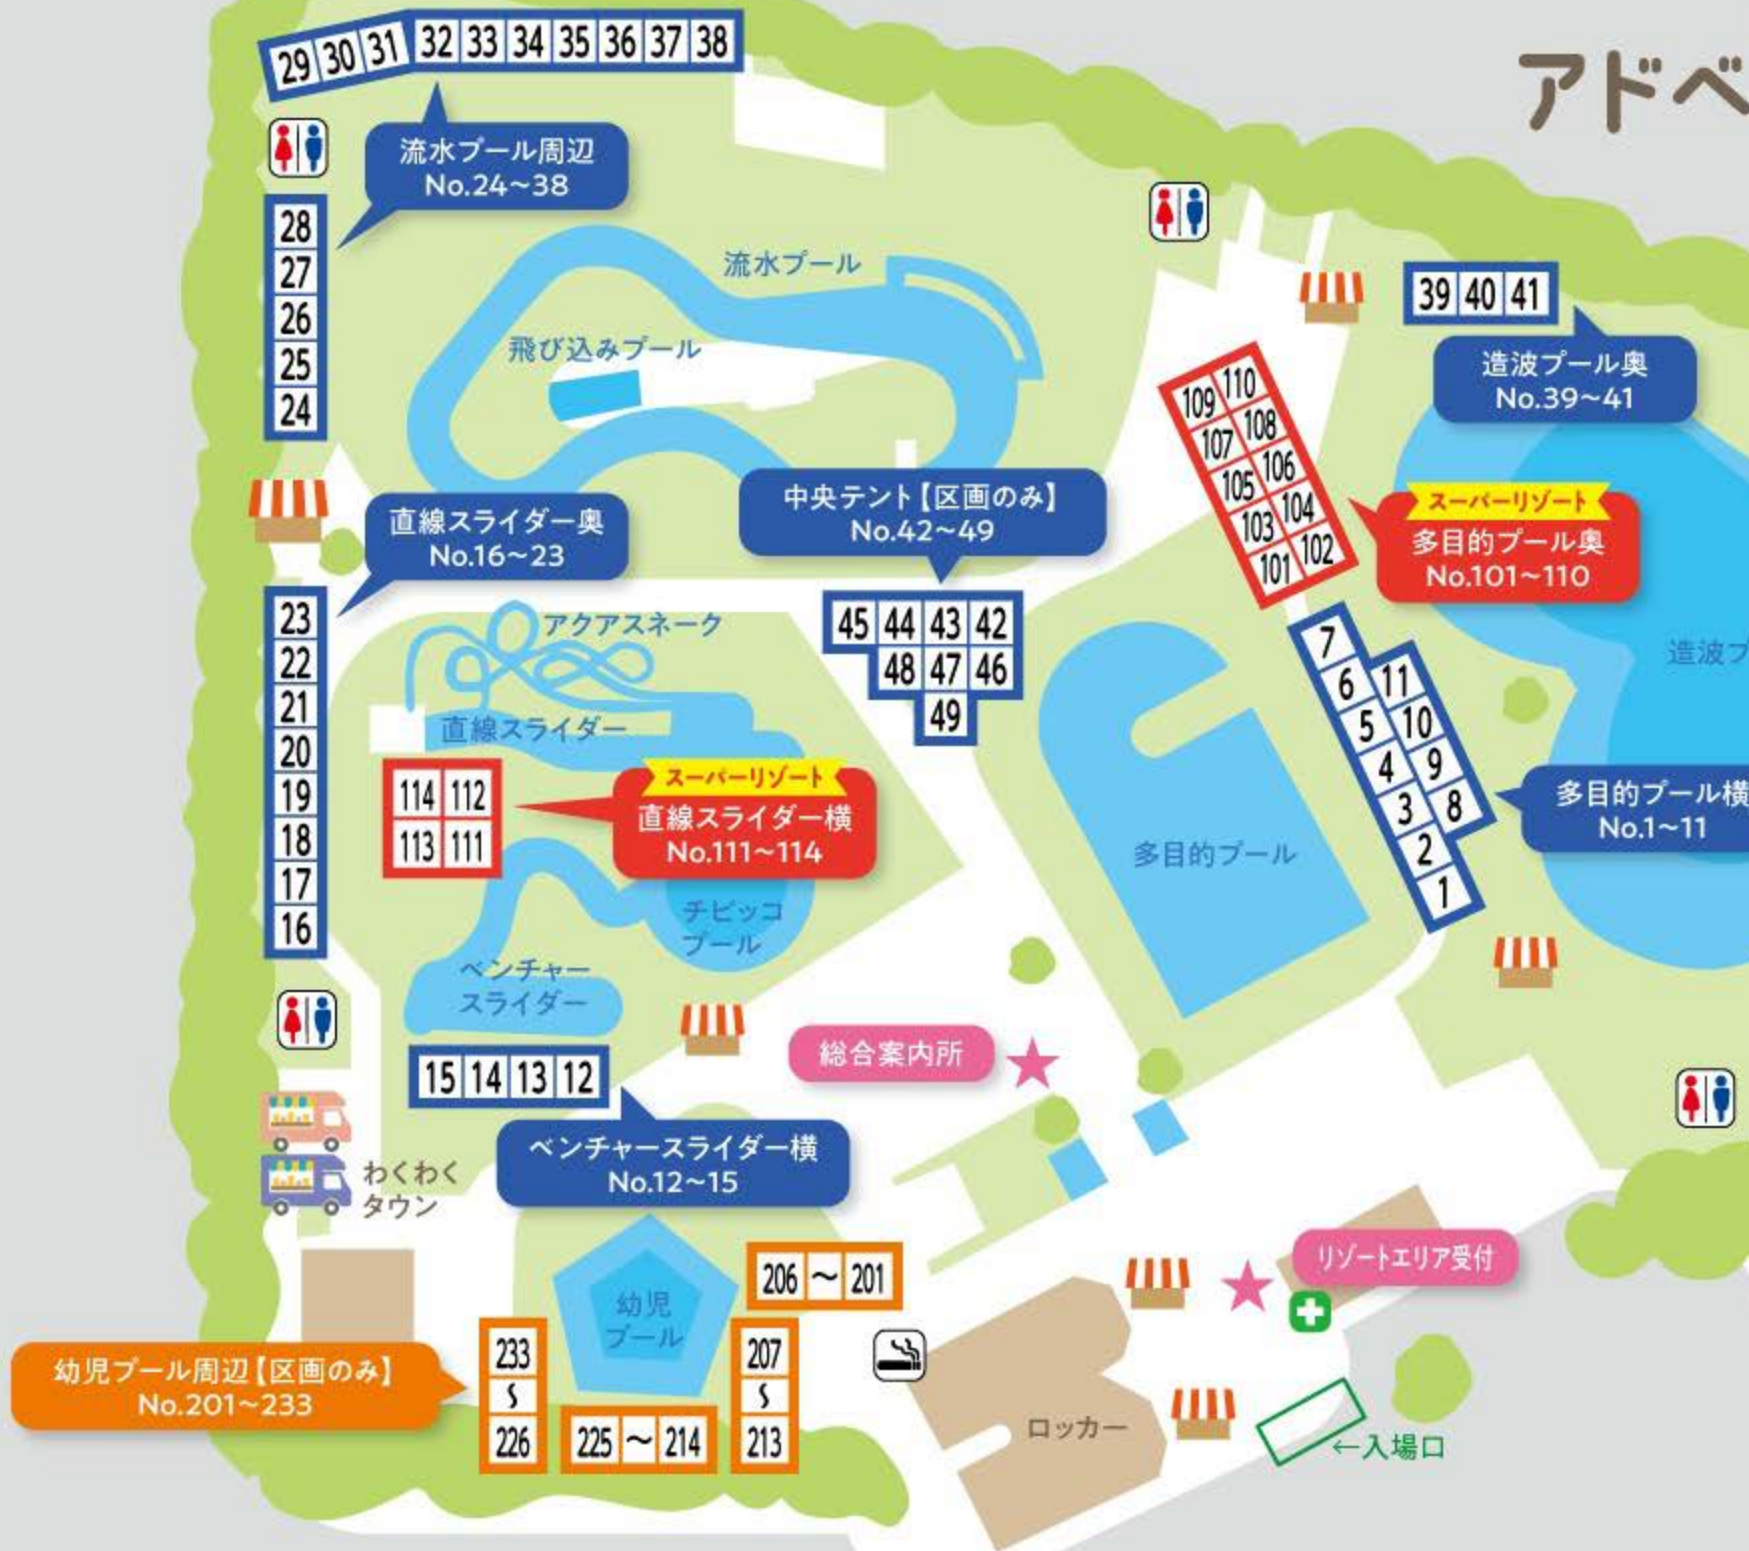 アドベ
29 30 31 32 33 34 35 36 37 38
流水プール周辺
No.24～38
28
27
26
25
24
流水プール
飛び込みプール
39 40 41
造波プール奥
No.39～41
109 110
107 108
105 106
103 104
101 102
スーパーリゾート
多目的プール奥
No.101～110
直線スライダー奥
No.16～23
中央テント【区画のみ】
No.42～49
23
22
21
20
19
18
17
16
アクアスネーク
直線スライダー
45 44 43 42
48 47 46
49
7
6
5
4
3
2
1
11
10
9
8
造波プ
多目的プール横
No.1～11
114 112
113 111
スーパーリゾート
直線スライダー横
No.111～114
多目的プール
チビッコ
プール
ベンチャー
スライダー
総合案内所
15 14 13 12
ベンチャースライダー横
No.12～15
わくわく
タウン
リゾートエリア受付
206 ～ 201
幼児
プール
幼児プール周辺【区画のみ】
No.201～233
233
～
226
225 ～ 214
207
～
213
ロッカー
←入場口